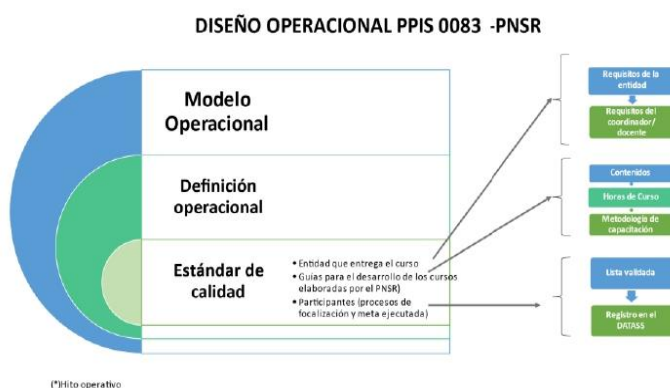 DISEÑO OPERACIONAL PPIS 0083 -PNSR
Modelo
Operacional
Definición
operacional
Estándar de
calidad
• Entidad que entrega el curso
• Guías para el desarrollo de los cursos
elaboradas por el PNSR)
• Participantes (procesos de
focalización y meta ejecutada)
Requisitos de la
entidad
Requisitos del
coordinador/
docente
Contenidos
Horas de Curso
Metodología de
capacitación
Lista validada
Registro en el
DATASS
(*)Hito operativo